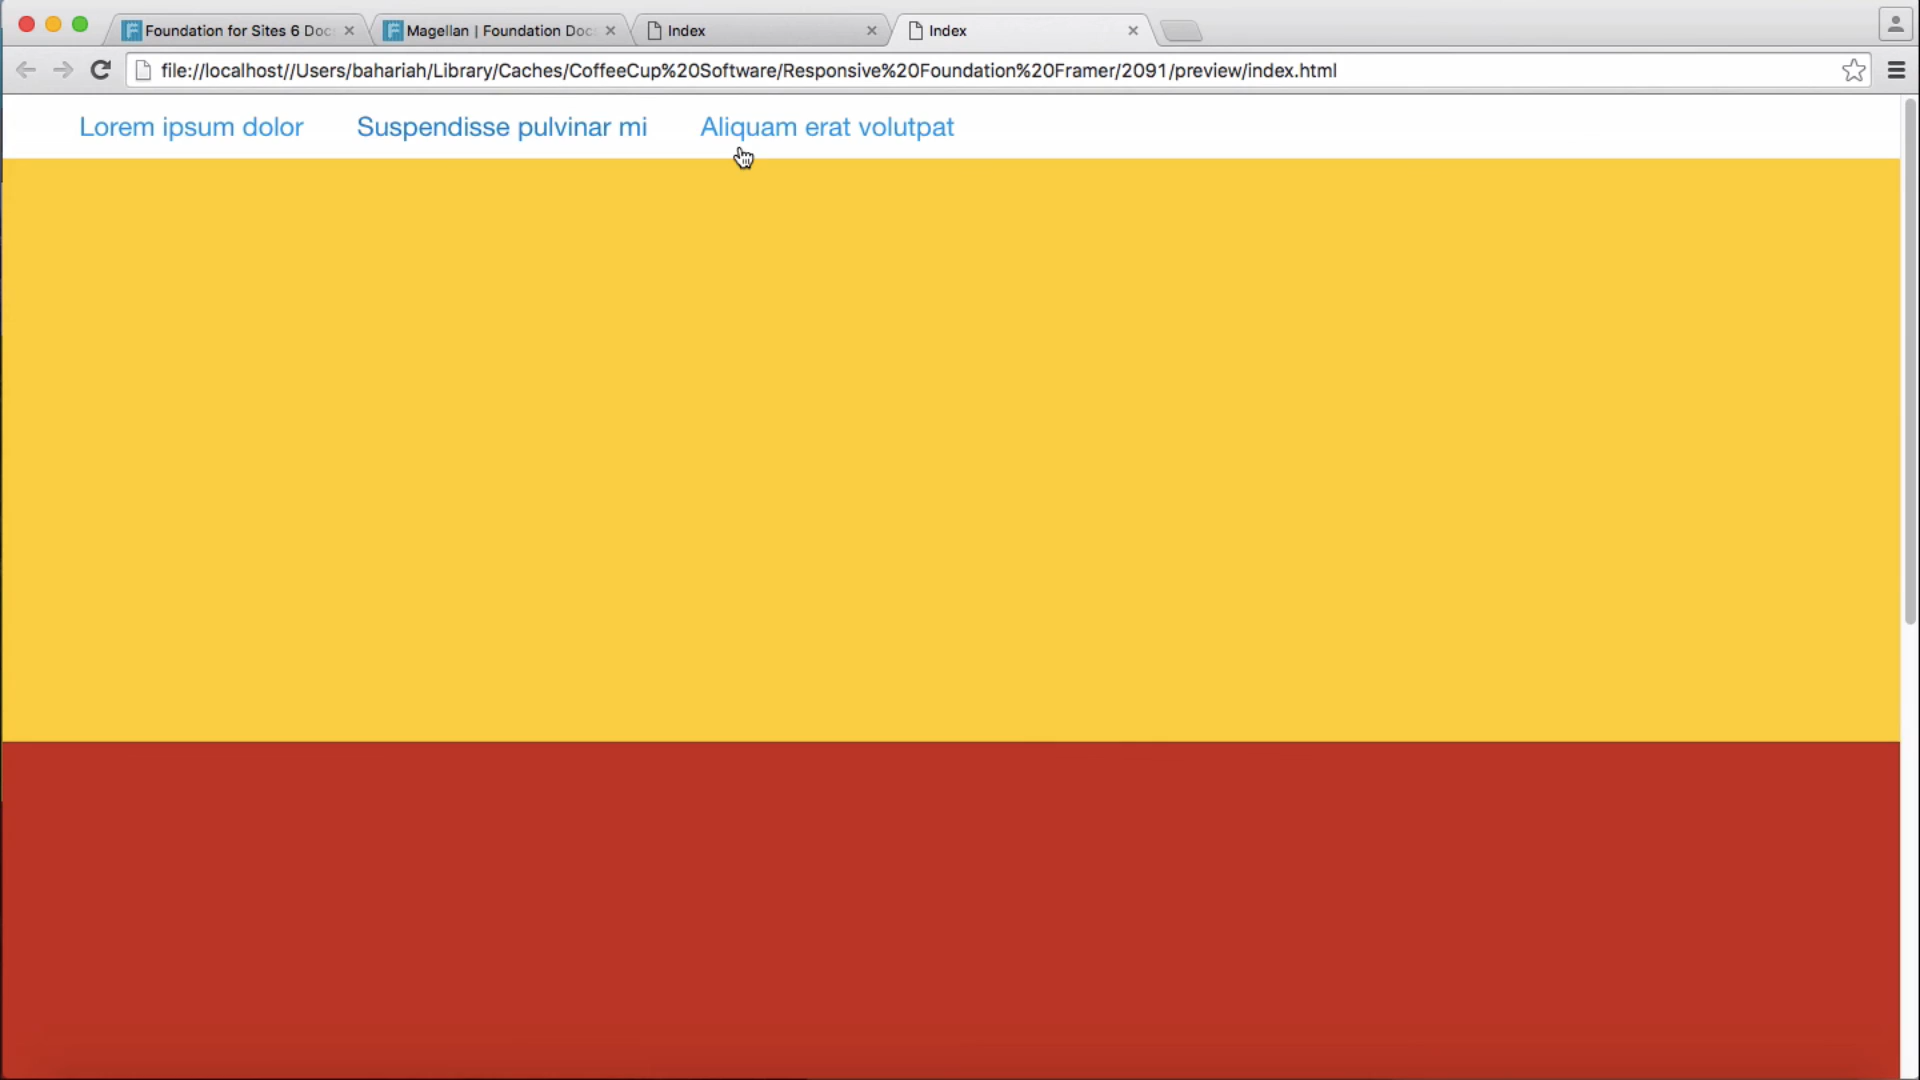 Foundation for Sites 6 Doc
Magellan | Foundation Doc
Index
Index
file://localhost//Users/bahariah/Library/Caches/CoffeeCup%20Software/Responsive%20Foundation%20Framer/2091/preview/index.html
Lorem ipsum dolor
Suspendisse pulvinar mi
Aliquam erat volutpat